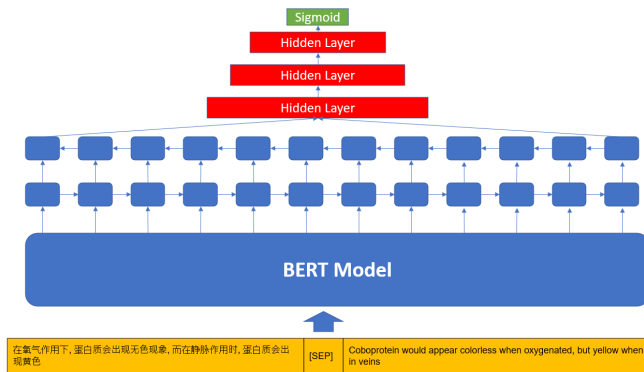 Sigmoid
Hidden Layer
Hidden Layer
Hidden Layer
BERT Model
在氧气作用下, 蛋白质会出现无色现象, 而在静脉作用时, 蛋白质会出
现黄色
[SEP]
Coboprotein would appear colorless when oxygenated, but yellow when
in veins